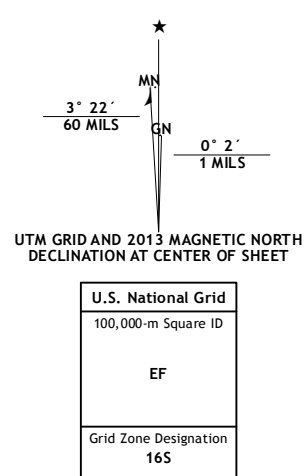 ★
MN
3° 22´
60 MILS
GN
0° 2´
1 MILS
UTM GRID AND 2013 MAGNETIC NORTH
DECLINATION AT CENTER OF SHEET
U.S. National Grid
100,000-m Square ID
EF
Grid Zone Designation
16S